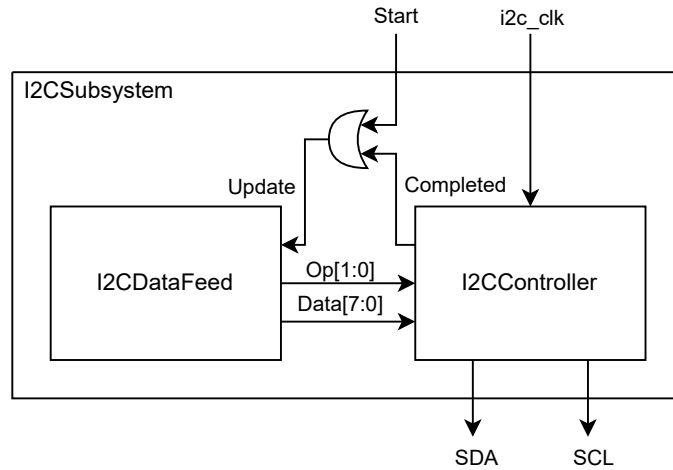 Start
i2c_clk
I2CSubsystem
Update
Completed
I2CDataFeed
Op[1:0]
Data[7:0]
I2CController
SDA
SCL